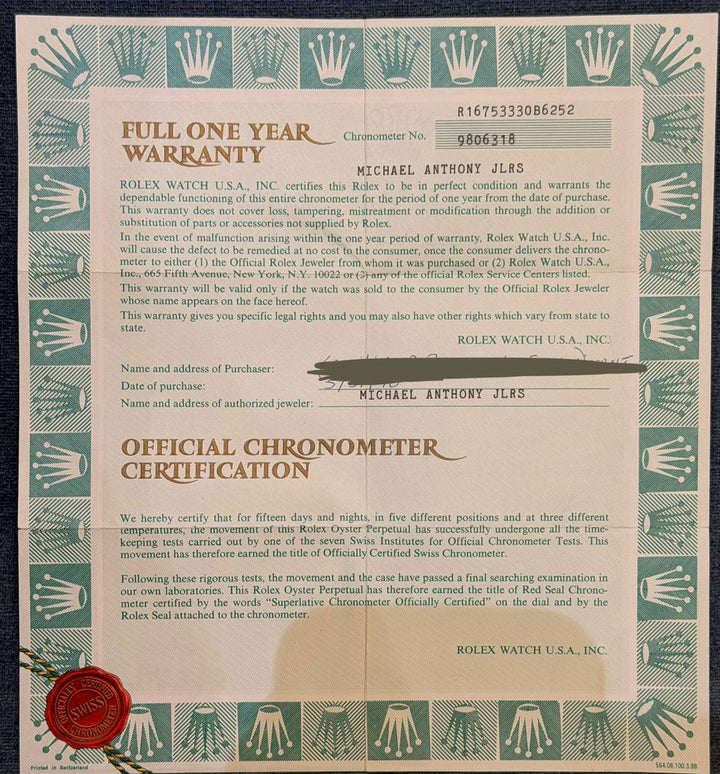 R16753330B6252
FULL ONE YEAR
WARRANTY
Chronometer No. 9806318
MICHAEL ANTHONY JLRS
ROLEX WATCH U.S.A., INC. certifies this Rolex to be in perfect condition and warrants the
dependable functioning of this entire chronometer for the period of one year from the date of purchase.
This warranty does not cover loss, tampering, mistreatment or modification through the addition or
substitution of parts or accessories not supplied by Rolex.
In the event of malfunction arising within the one year period of warranty, Rolex Watch U.S.A., Inc.
will cause the defect to be remedied at no cost to the consumer, once the consumer delivers the chrono-
meter to either (1) the Official Rolex Jeweler from whom it was purchased or (2) Rolex Watch U.S.A.,
Inc., 665 Fifth Avenue, New York, N.Y. 10022 or (3) any of the official Rolex Service Centers listed.
This warranty will be valid only if the watch was sold to the consumer by the Official Rolex Jeweler
whose name appears on the face hereof.
This warranty gives you specific legal rights and you may also have other rights which vary from state to
state.
ROLEX WATCH U.S.A., INC.
Name and address of Purchaser:
Date of purchase:
Name and address of authorized jeweler: MICHAEL ANTHONY JLRS
OFFICIAL CHRONOMETER
CERTIFICATION
We hereby certify that for fifteen days and nights, in five different positions and at three different
temperatures, the movement of this Rolex Oyster Perpetual has successfully undergone all the time-
keeping tests carried out by one of the seven Swiss Institutes for Official Chronometer Tests. This
movement has therefore earned the title of Officially Certified Swiss Chronometer.
Following these rigorous tests, the movement and the case have passed a final searching examination in
our own laboratories. This Rolex Oyster Perpetual has therefore earned the title of Red Seal Chrono-
meter certified by the words “Superlative Chronometer Officially Certified” on the dial and by the
Rolex Seal attached to the chronometer.
ROLEX WATCH U.S.A., INC.
OFFICIALLY CERTIFIED
SWISS
CHRONOMETER
Printed in Switzerland
564.06.100.3.88